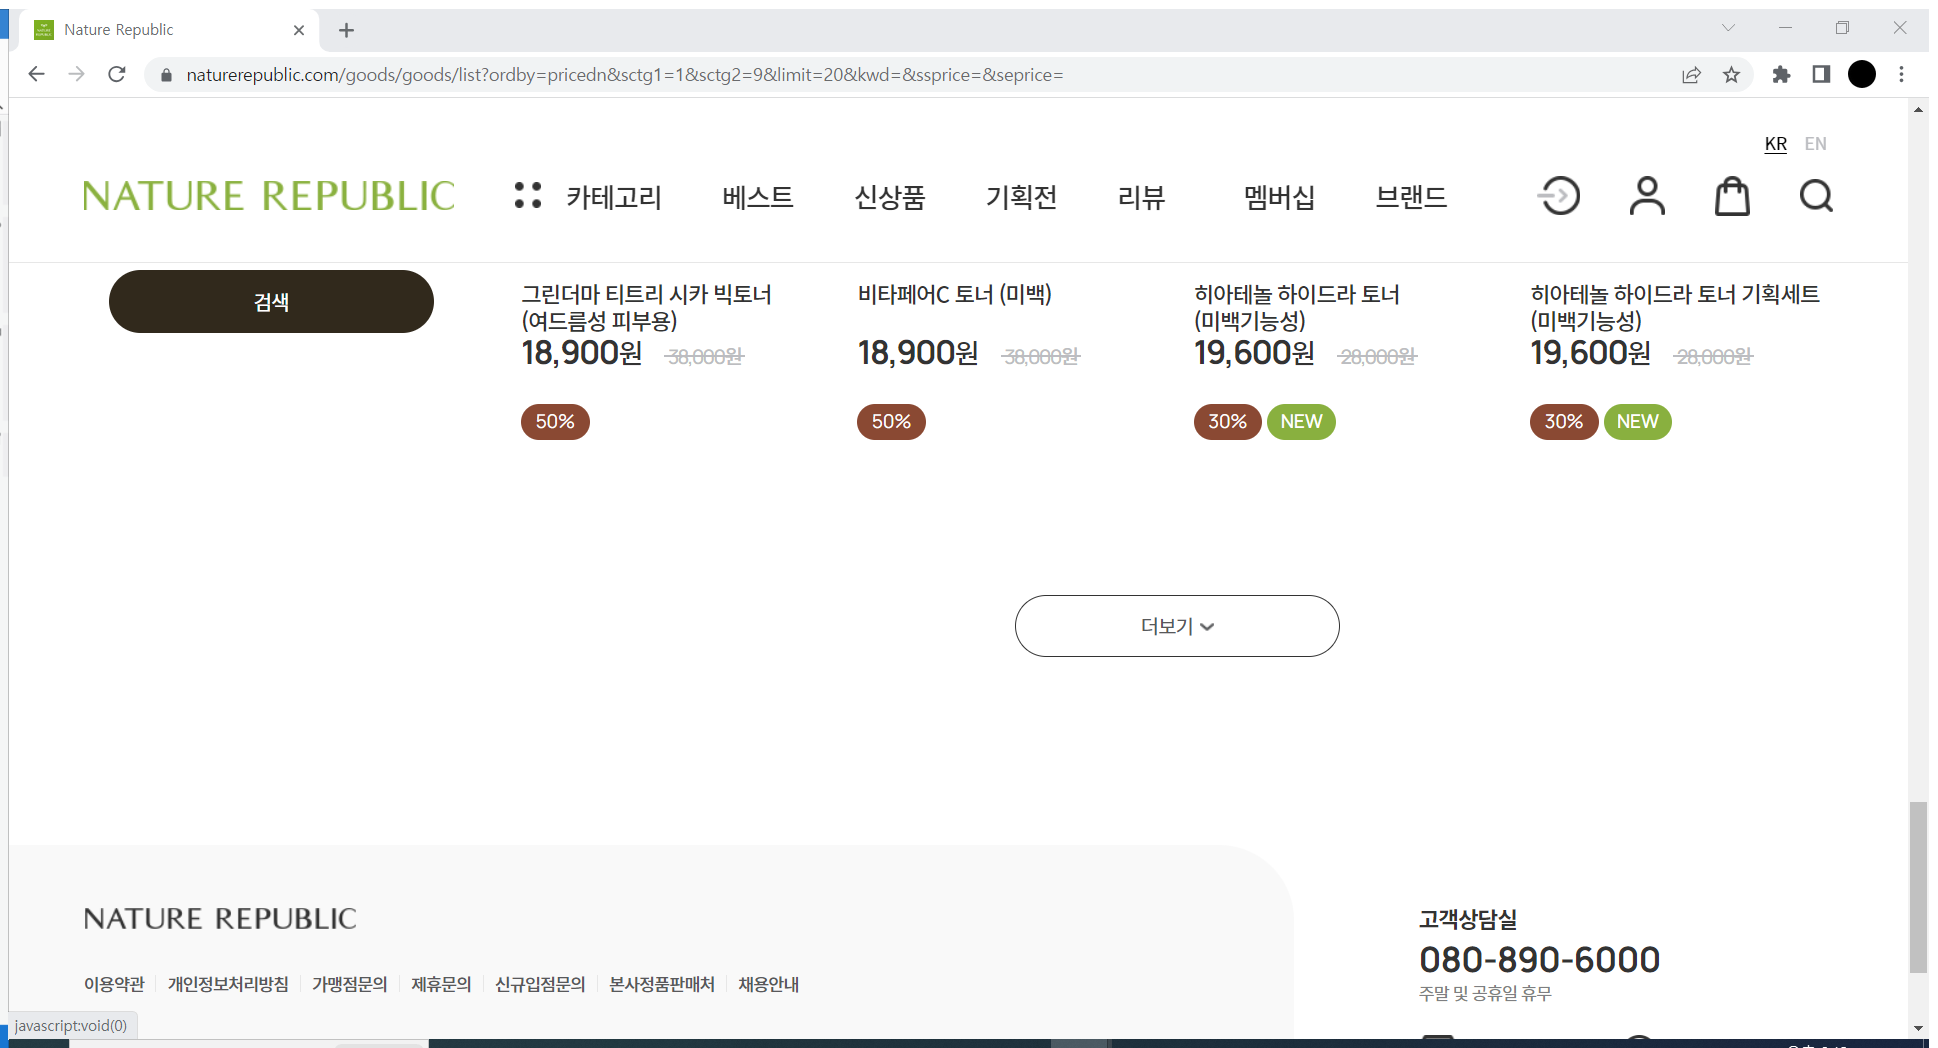 Nature Republic
naturerepublic.com/goods/goods/list?ordby=pricedn&sctg1=1&sctg2=9&limit=20&kwd=&ssprice=&seprice=
KR EN
NATURE REPUBLIC 카테고리 베스트 신상품 기획전 리뷰 멤버십 브랜드
검색
그린더마 티트리 시카 빅토너
(여드름성 피부용)
18,900원 38,000원
50%
비타페어C 토너 (미백)
18,900원 38,000원
50%
히아테놀 하이드라 토너
(미백기능성)
19,600원 28,000원
30% NEW
히아테놀 하이드라 토너 기획세트
(미백기능성)
19,600원 28,000원
30% NEW
더보기
NATURE REPUBLIC
이용약관 개인정보처리방침 가맹점문의 제휴문의 신규입점문의 본사정품판매처 채용안내
고객상담실
080-890-6000
주말 및 공휴일 휴무
javascript:void(0)